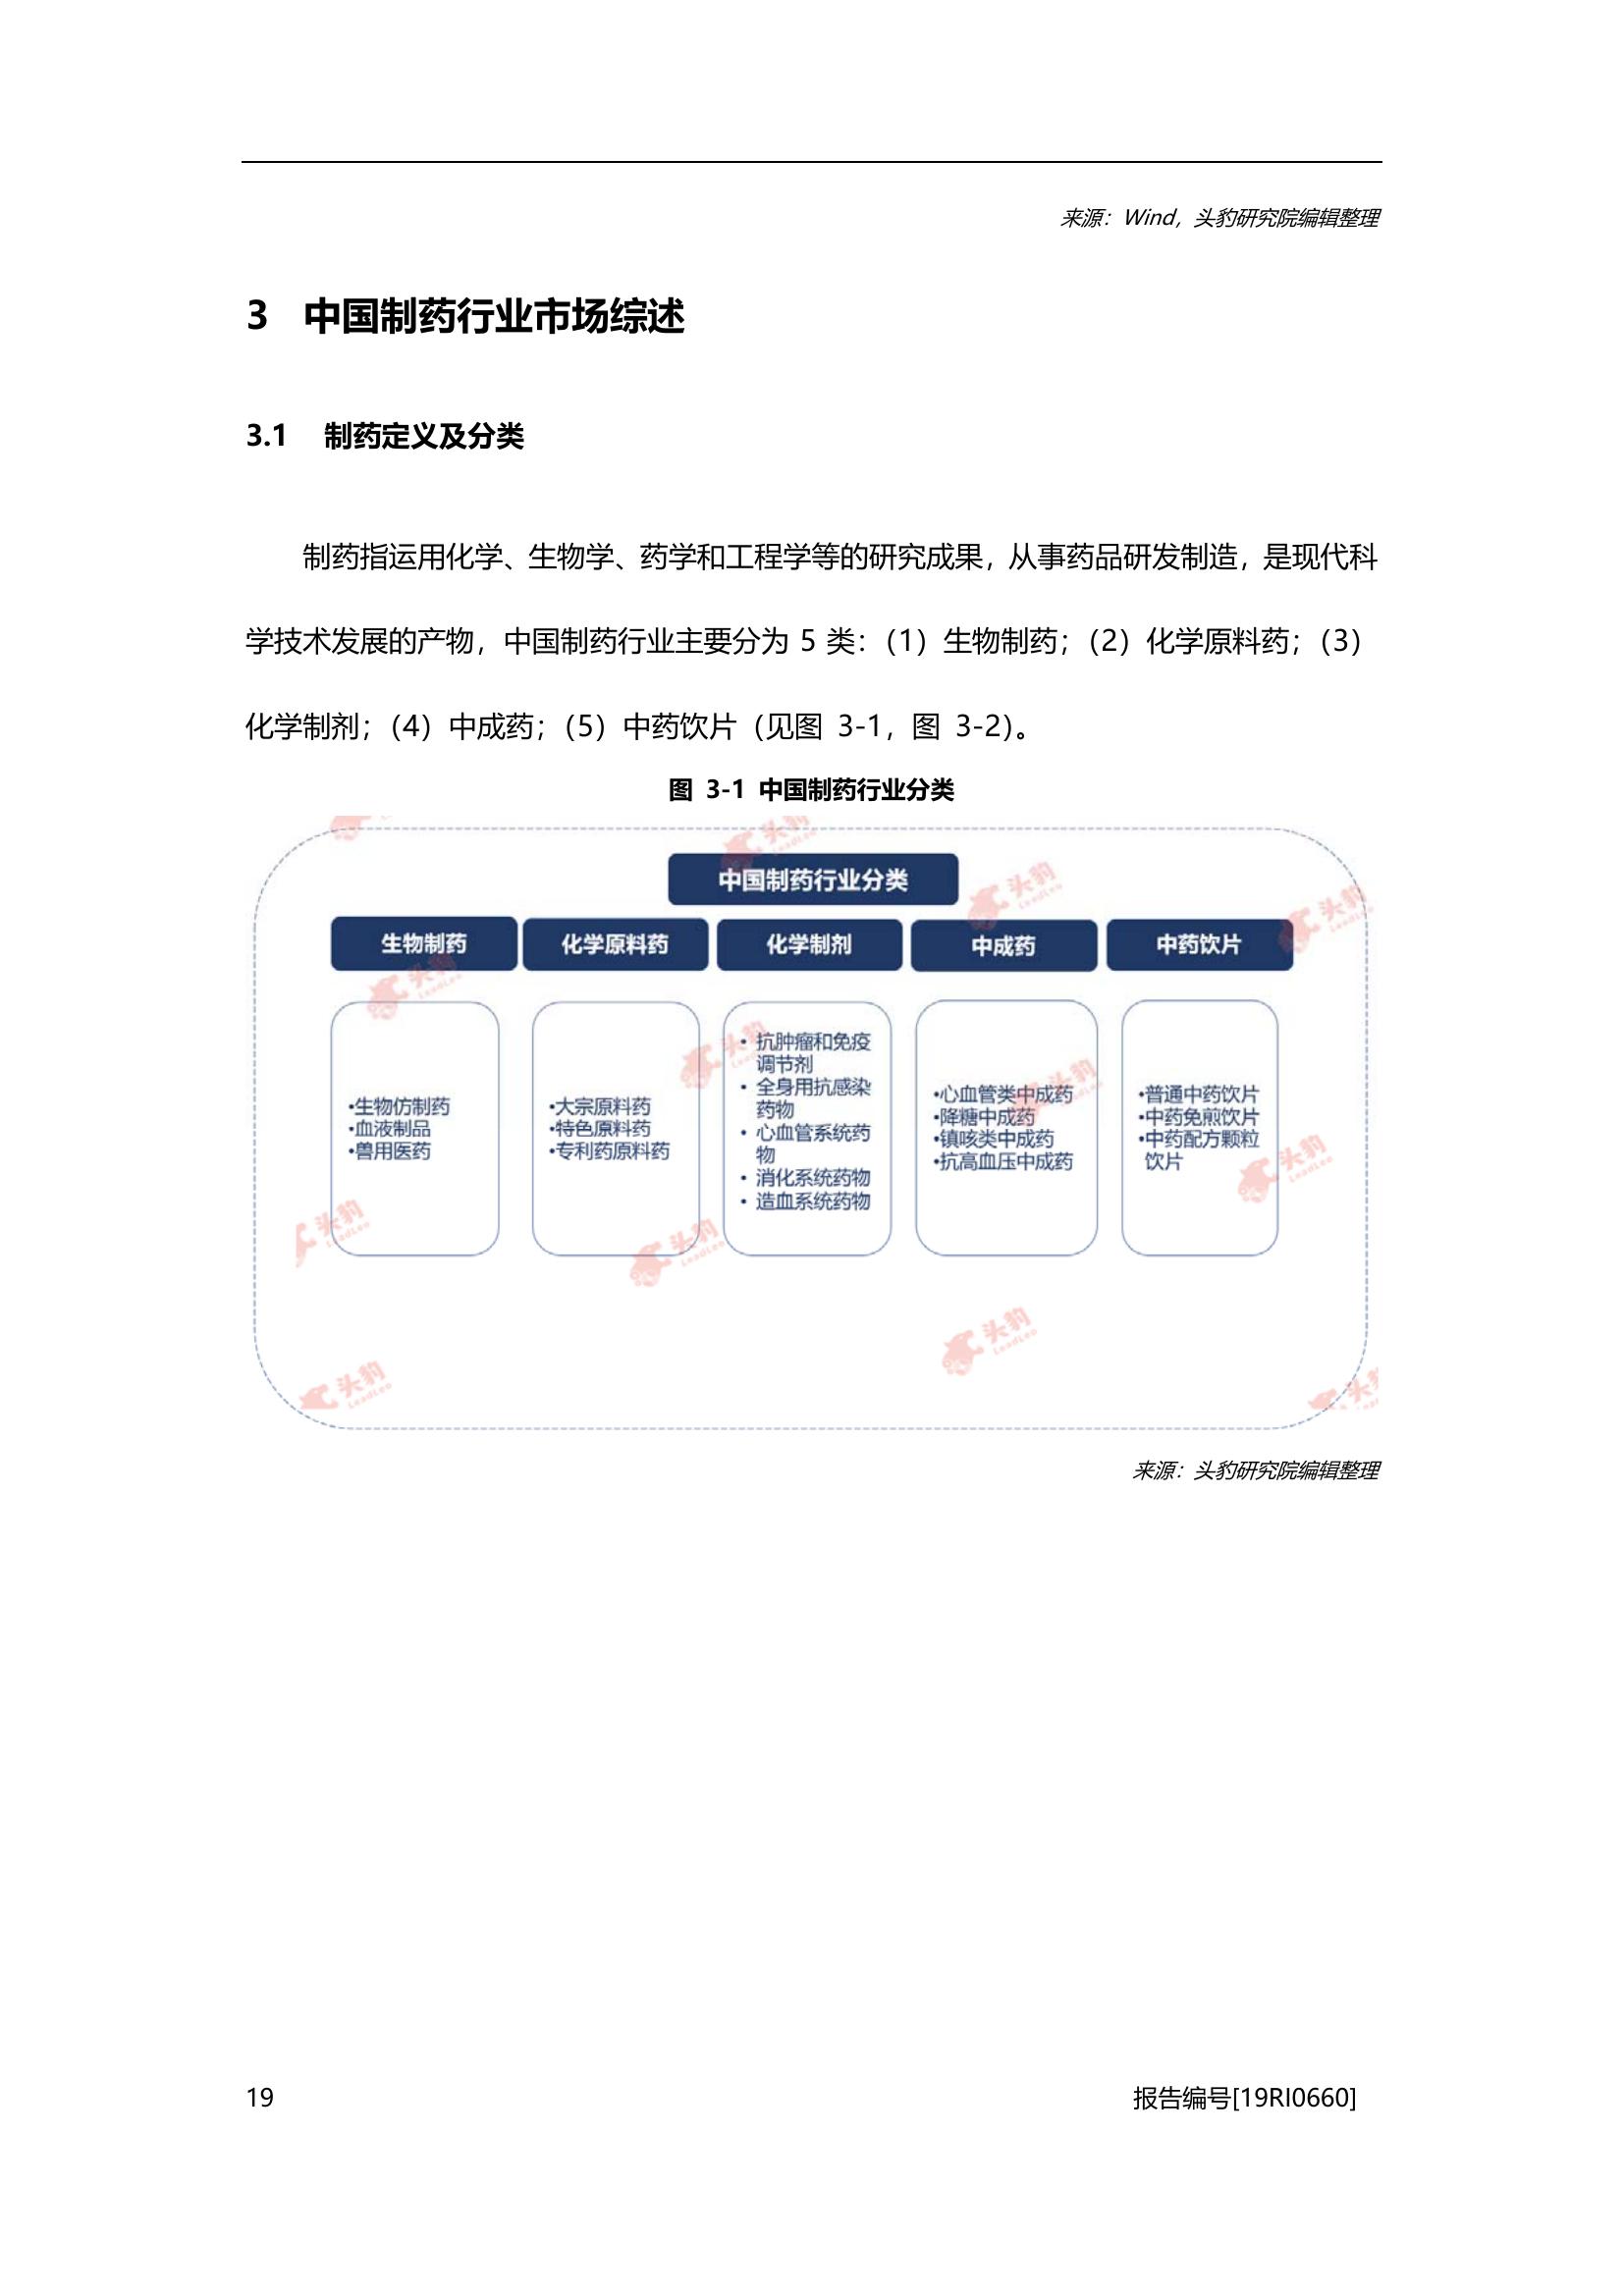 来源：Wind，头豹研究院编辑整理
3 中国制药行业市场综述
3.1 制药定义及分类
制药指运用化学、生物学、药学和工程学等的研究成果，从事药品研发制造，是现代科
学技术发展的产物，中国制药行业主要分为 5 类：（1）生物制药；（2）化学原料药；（3）
化学制剂；（4）中成药；（5）中药饮片（见图 3-1，图 3-2）。
图 3-1 中国制药行业分类
中国制药行业分类
生物制药
化学原料药
化学制剂
中成药
中药饮片
•生物仿制药
•血液制品
•兽用医药
•大宗原料药
•特色原料药
•专利药原料药
• 抗肿瘤和免疫
调节剂
• 全身用抗感染
药物
• 心血管系统药
物
• 消化系统药物
• 造血系统药物
•心血管类中成药
•降糖中成药
•镇咳类中成药
•抗高血压中成药
•普通中药饮片
•中药免煎饮片
•中药配方颗粒
饮片
头豹
LeadLeo
来源：头豹研究院编辑整理
19
报告编号[19RI0660]